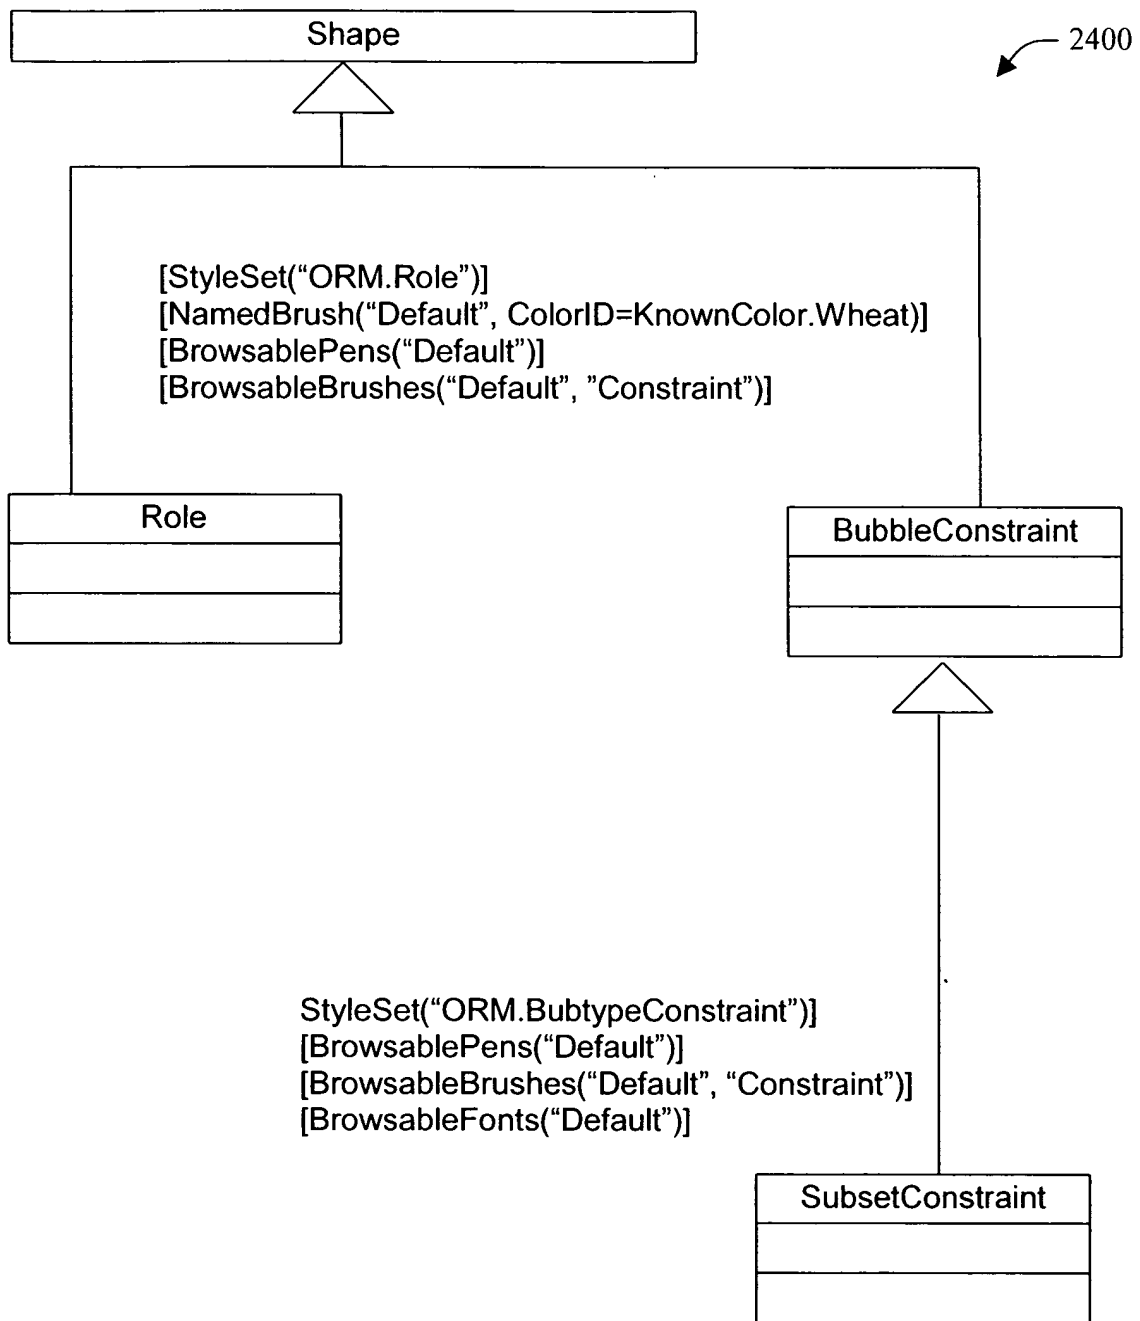 Shape
2400
[StyleSet(“ORM.Role”)]
[NamedBrush(“Default”, ColorID=KnownColor.Wheat)]
[BrowsablePens(“Default”)]
[BrowsableBrushes(“Default”, ”Constraint”)]
Role
BubbleConstraint
StyleSet(“ORM.BubtypeConstraint”)]
[BrowsablePens(“Default”)]
[BrowsableBrushes(“Default”, “Constraint”)]
[BrowsableFonts(“Default”)]
SubsetConstraint